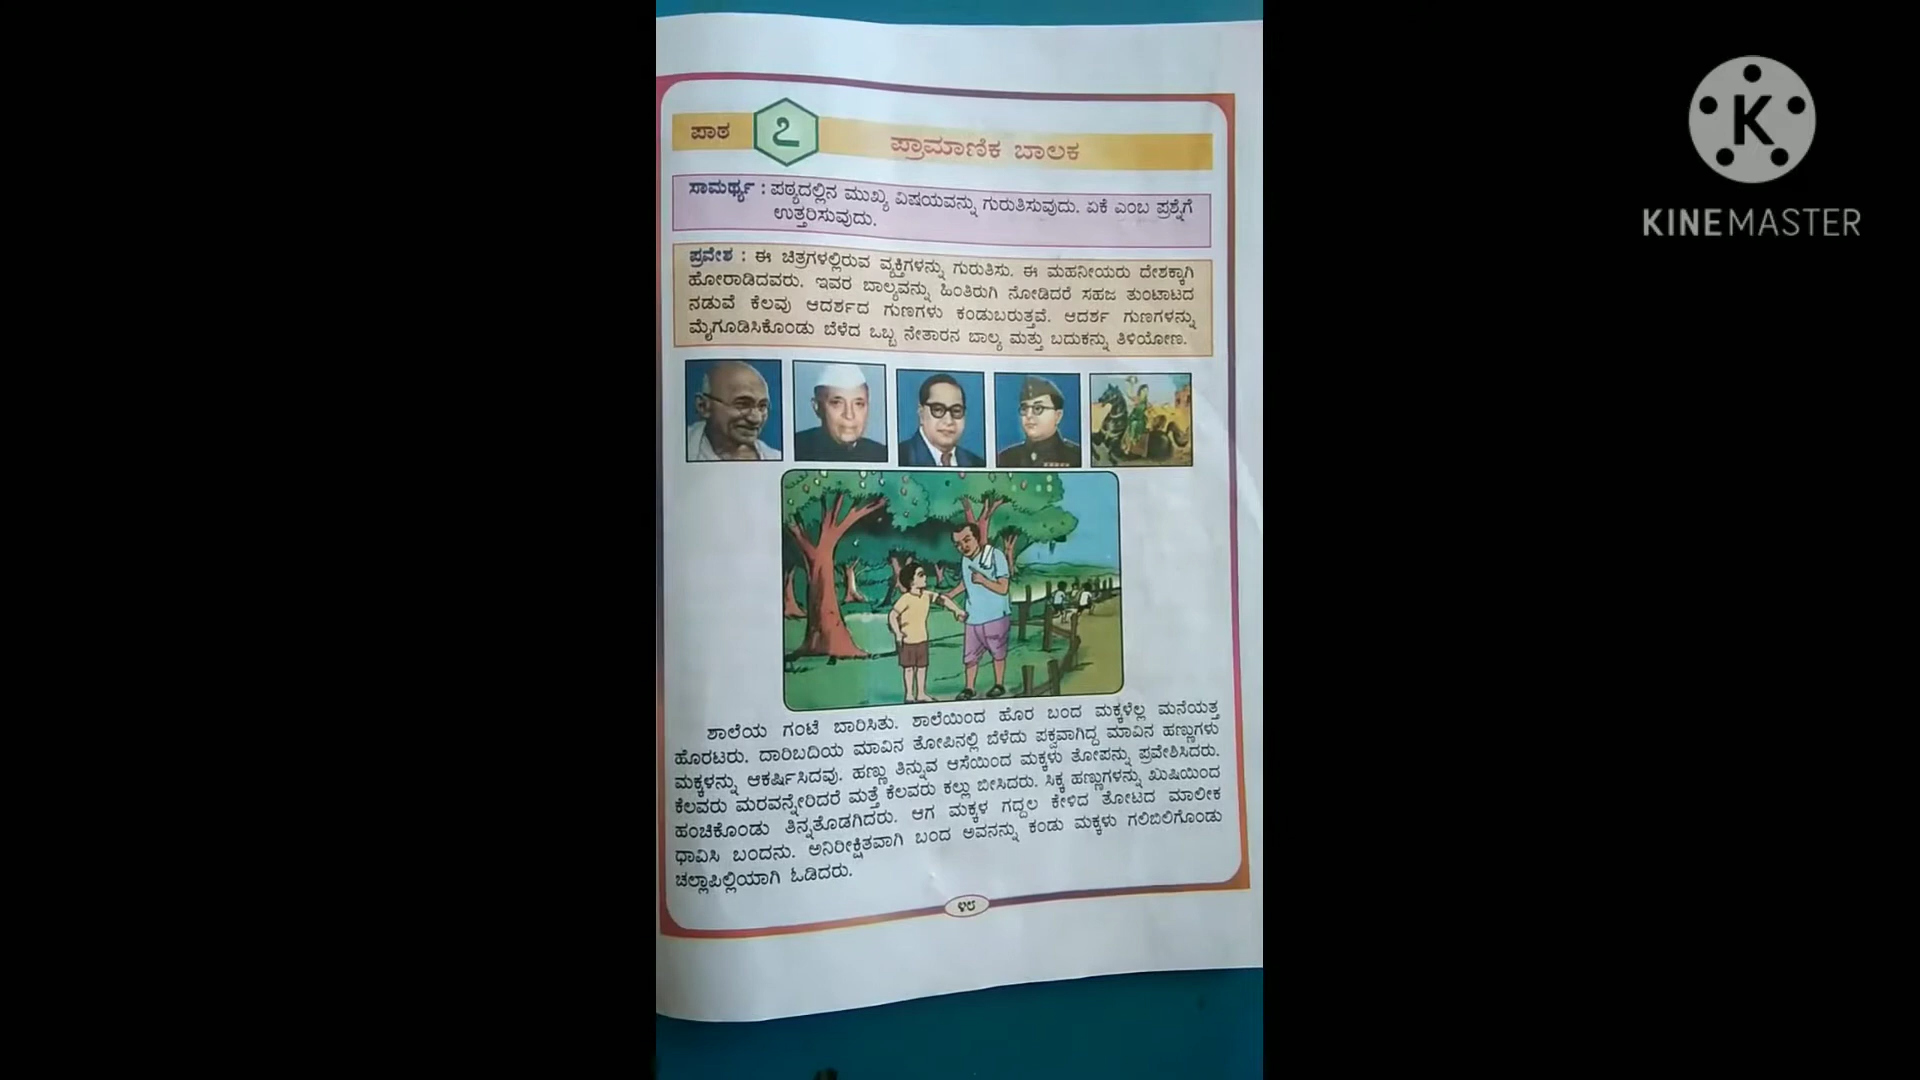 ಪಾಠ
೭
ಪ್ರಾಮಾಣಿಕ ಬಾಲಕ
ಸಾಮರ್ಥ್ಯ : ಪಠ್ಯದಲ್ಲಿನ ಮುಖ್ಯ ವಿಷಯವನ್ನು ಗುರುತಿಸುವುದು. ಏಕೆ ಎಂಬ ಪ್ರಶ್ನೆಗೆ
ಉತ್ತರಿಸುವುದು.
ಪ್ರವೇಶ : ಈ ಚಿತ್ರಗಳಲ್ಲಿರುವ ವ್ಯಕ್ತಿಗಳನ್ನು ಗುರುತಿಸು. ಈ ಮಹನೀಯರು ದೇಶಕ್ಕಾಗಿ
ಹೋರಾಡಿದವರು. ಇವರ ಬಾಲ್ಯವನ್ನು ಹಿಂತಿರುಗಿ ನೋಡಿದರೆ ಸಹಜ ತುಂಟಾಟದ
ನಡುವೆ ಕೆಲವು ಆದರ್ಶದ ಗುಣಗಳು ಕಂಡುಬರುತ್ತವೆ. ಆದರ್ಶ ಗುಣಗಳನ್ನು
ಮೈಗೂಡಿಸಿಕೊಂಡು ಬೆಳೆದ ಒಬ್ಬ ನೇತಾರನ ಬಾಲ್ಯ ಮತ್ತು ಬದುಕನ್ನು ತಿಳಿಯೋಣ.
ಶಾಲೆಯ ಗಂಟೆ ಬಾರಿಸಿತು. ಶಾಲೆಯಿಂದ ಹೊರ ಬಂದ ಮಕ್ಕಳೆಲ್ಲ ಮನೆಯತ್ತ
ಹೊರಟರು. ದಾರಿಬದಿಯ ಮಾವಿನ ತೋಪಿನಲ್ಲಿ ಬೆಳೆದು ಪಕ್ವವಾಗಿದ್ದ ಮಾವಿನ ಹಣ್ಣುಗಳು
ಮಕ್ಕಳನ್ನು ಆಕರ್ಷಿಸಿದವು. ಹಣ್ಣು ತಿನ್ನುವ ಆಸೆಯಿಂದ ಮಕ್ಕಳು ತೋಪನ್ನು ಪ್ರವೇಶಿಸಿದರು.
ಕೆಲವರು ಮರವನ್ನೇರಿದರೆ ಮತ್ತೆ ಕೆಲವರು ಕಲ್ಲು ಬೀಸಿದರು. ಸಿಕ್ಕ ಹಣ್ಣುಗಳನ್ನು ಖುಷಿಯಿಂದ
ಹಂಚಿಕೊಂಡು ತಿನ್ನತೊಡಗಿದರು. ಆಗ ಮಕ್ಕಳ ಗದ್ದಲ ಕೇಳಿದ ತೋಟದ ಮಾಲೀಕ
ಧಾವಿಸಿ ಬಂದನು. ಅನಿರೀಕ್ಷಿತವಾಗಿ ಬಂದ ಅವನನ್ನು ಕಂಡು ಮಕ್ಕಳು ಗಲಿಬಿಲಿಗೊಂಡು
ಚಲ್ಲಾಪಿಲ್ಲಿಯಾಗಿ ಓಡಿದರು.
೪೮
K
KINEMASTER